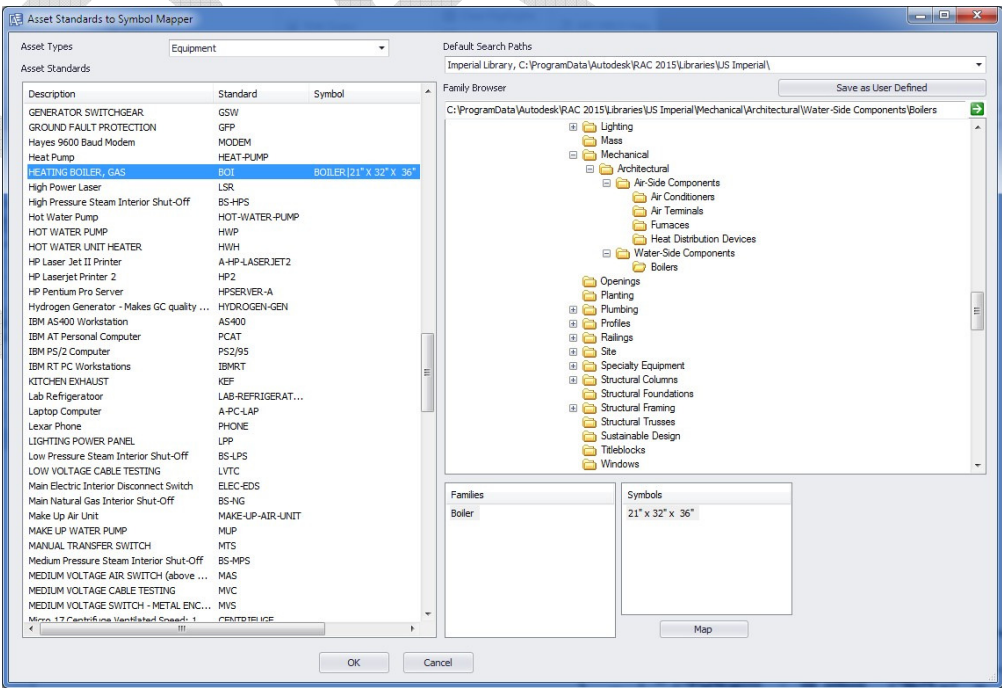 Asset Standards to Symbol Mapper
Asset Types
Equipment
Asset Standards
Description Standard Symbol
GENERATOR SWITCHGEAR GSW
GROUND FAULT PROTECTION GFP
Hayes 9600 Baud Modem MODEM
Heat Pump HEAT-PUMP
HEATING BOILER, GAS BOI BOILER|21" X 32" X 36"
High Power Laser LSR
High Pressure Steam Interior Shut-Off BS-HPS
Hot Water Pump HOT-WATER-PUMP
HOT WATER PUMP HWP
HOT WATER UNIT HEATER HWH
HP Laser Jet II Printer A-HP-LASERJET2
HP Laserjet Printer 2 HP2
HP Pentium Pro Server HPSERVER-A
Hydrogen Generator - Makes GC quality ... HYDROGEN-GEN
IBM AS400 Workstation AS400
IBM AT Personal Computer PCAT
IBM PS/2 Computer PS2/95
IBM RT PC Workstations IBMRT
KITCHEN EXHAUST KEF
Lab Refrigeratoor LAB-REFRIGERAT...
Laptop Computer A-PC-LAP
Lexar Phone PHONE
LIGHTING POWER PANEL LPP
Low Pressure Steam Interior Shut-Off BS-LPS
LOW VOLTAGE CABLE TESTING LVTC
Main Electric Interior Disconnect Switch ELEC-EDS
Main Natural Gas Interior Shut-Off BS-NG
Make Up Air Unit MAKE-UP-AIR-UNIT
MAKE UP WATER PUMP MUP
MANUAL TRANSFER SWITCH MTS
Medium Pressure Steam Interior Shut-Off BS-MPS
MEDIUM VOLTAGE AIR SWITCH (above ... MAS
MEDIUM VOLTAGE CABLE TESTING MVC
MEDIUM VOLTAGE SWITCH - METAL ENC... MVS
Micro 17 Centrifuge Ventilated Speed: 1 CENTRIFUGE
Default Search Paths
Imperial Library, C:\ProgramData\Autodesk\RAC 2015\Libraries\US Imperial\
Family Browser
Save as User Defined
C:\ProgramData\Autodesk\RAC 2015\Libraries\US Imperial\Mechanical\Architectural\Water-Side Components\Boilers
Lighting
Mass
Mechanical
Architectural
Air-Side Components
Air Conditioners
Air Terminals
Furnaces
Heat Distribution Devices
Water-Side Components
Boilers
Openings
Planting
Plumbing
Profiles
Railings
Site
Specialty Equipment
Structural Columns
Structural Foundations
Structural Framing
Structural Trusses
Sustainable Design
Titleblocks
Windows
Families
Boiler
Symbols
21" x 32" x 36"
Map
OK
Cancel